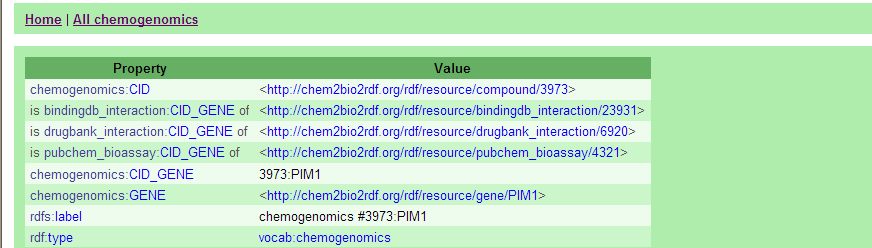 Home | All chemogenomics
Property Value
chemogenomics:CID <http://chem2bio2rdf.org/rdf/resource/compound/3973>
is bindingdb_interaction:CID_GENE of <http://chem2bio2rdf.org/rdf/resource/bindingdb_interaction/23931>
is drugbank_interaction:CID_GENE of <http://chem2bio2rdf.org/rdf/resource/drugbank_interaction/6920>
is pubchem_bioassay:CID_GENE of <http://chem2bio2rdf.org/rdf/resource/pubchem_bioassay/4321>
chemogenomics:CID_GENE 3973:PIM1
chemogenomics:GENE <http://chem2bio2rdf.org/rdf/resource/gene/PIM1>
rdfs:label chemogenomics #3973:PIM1
rdf:type vocab:chemogenomics